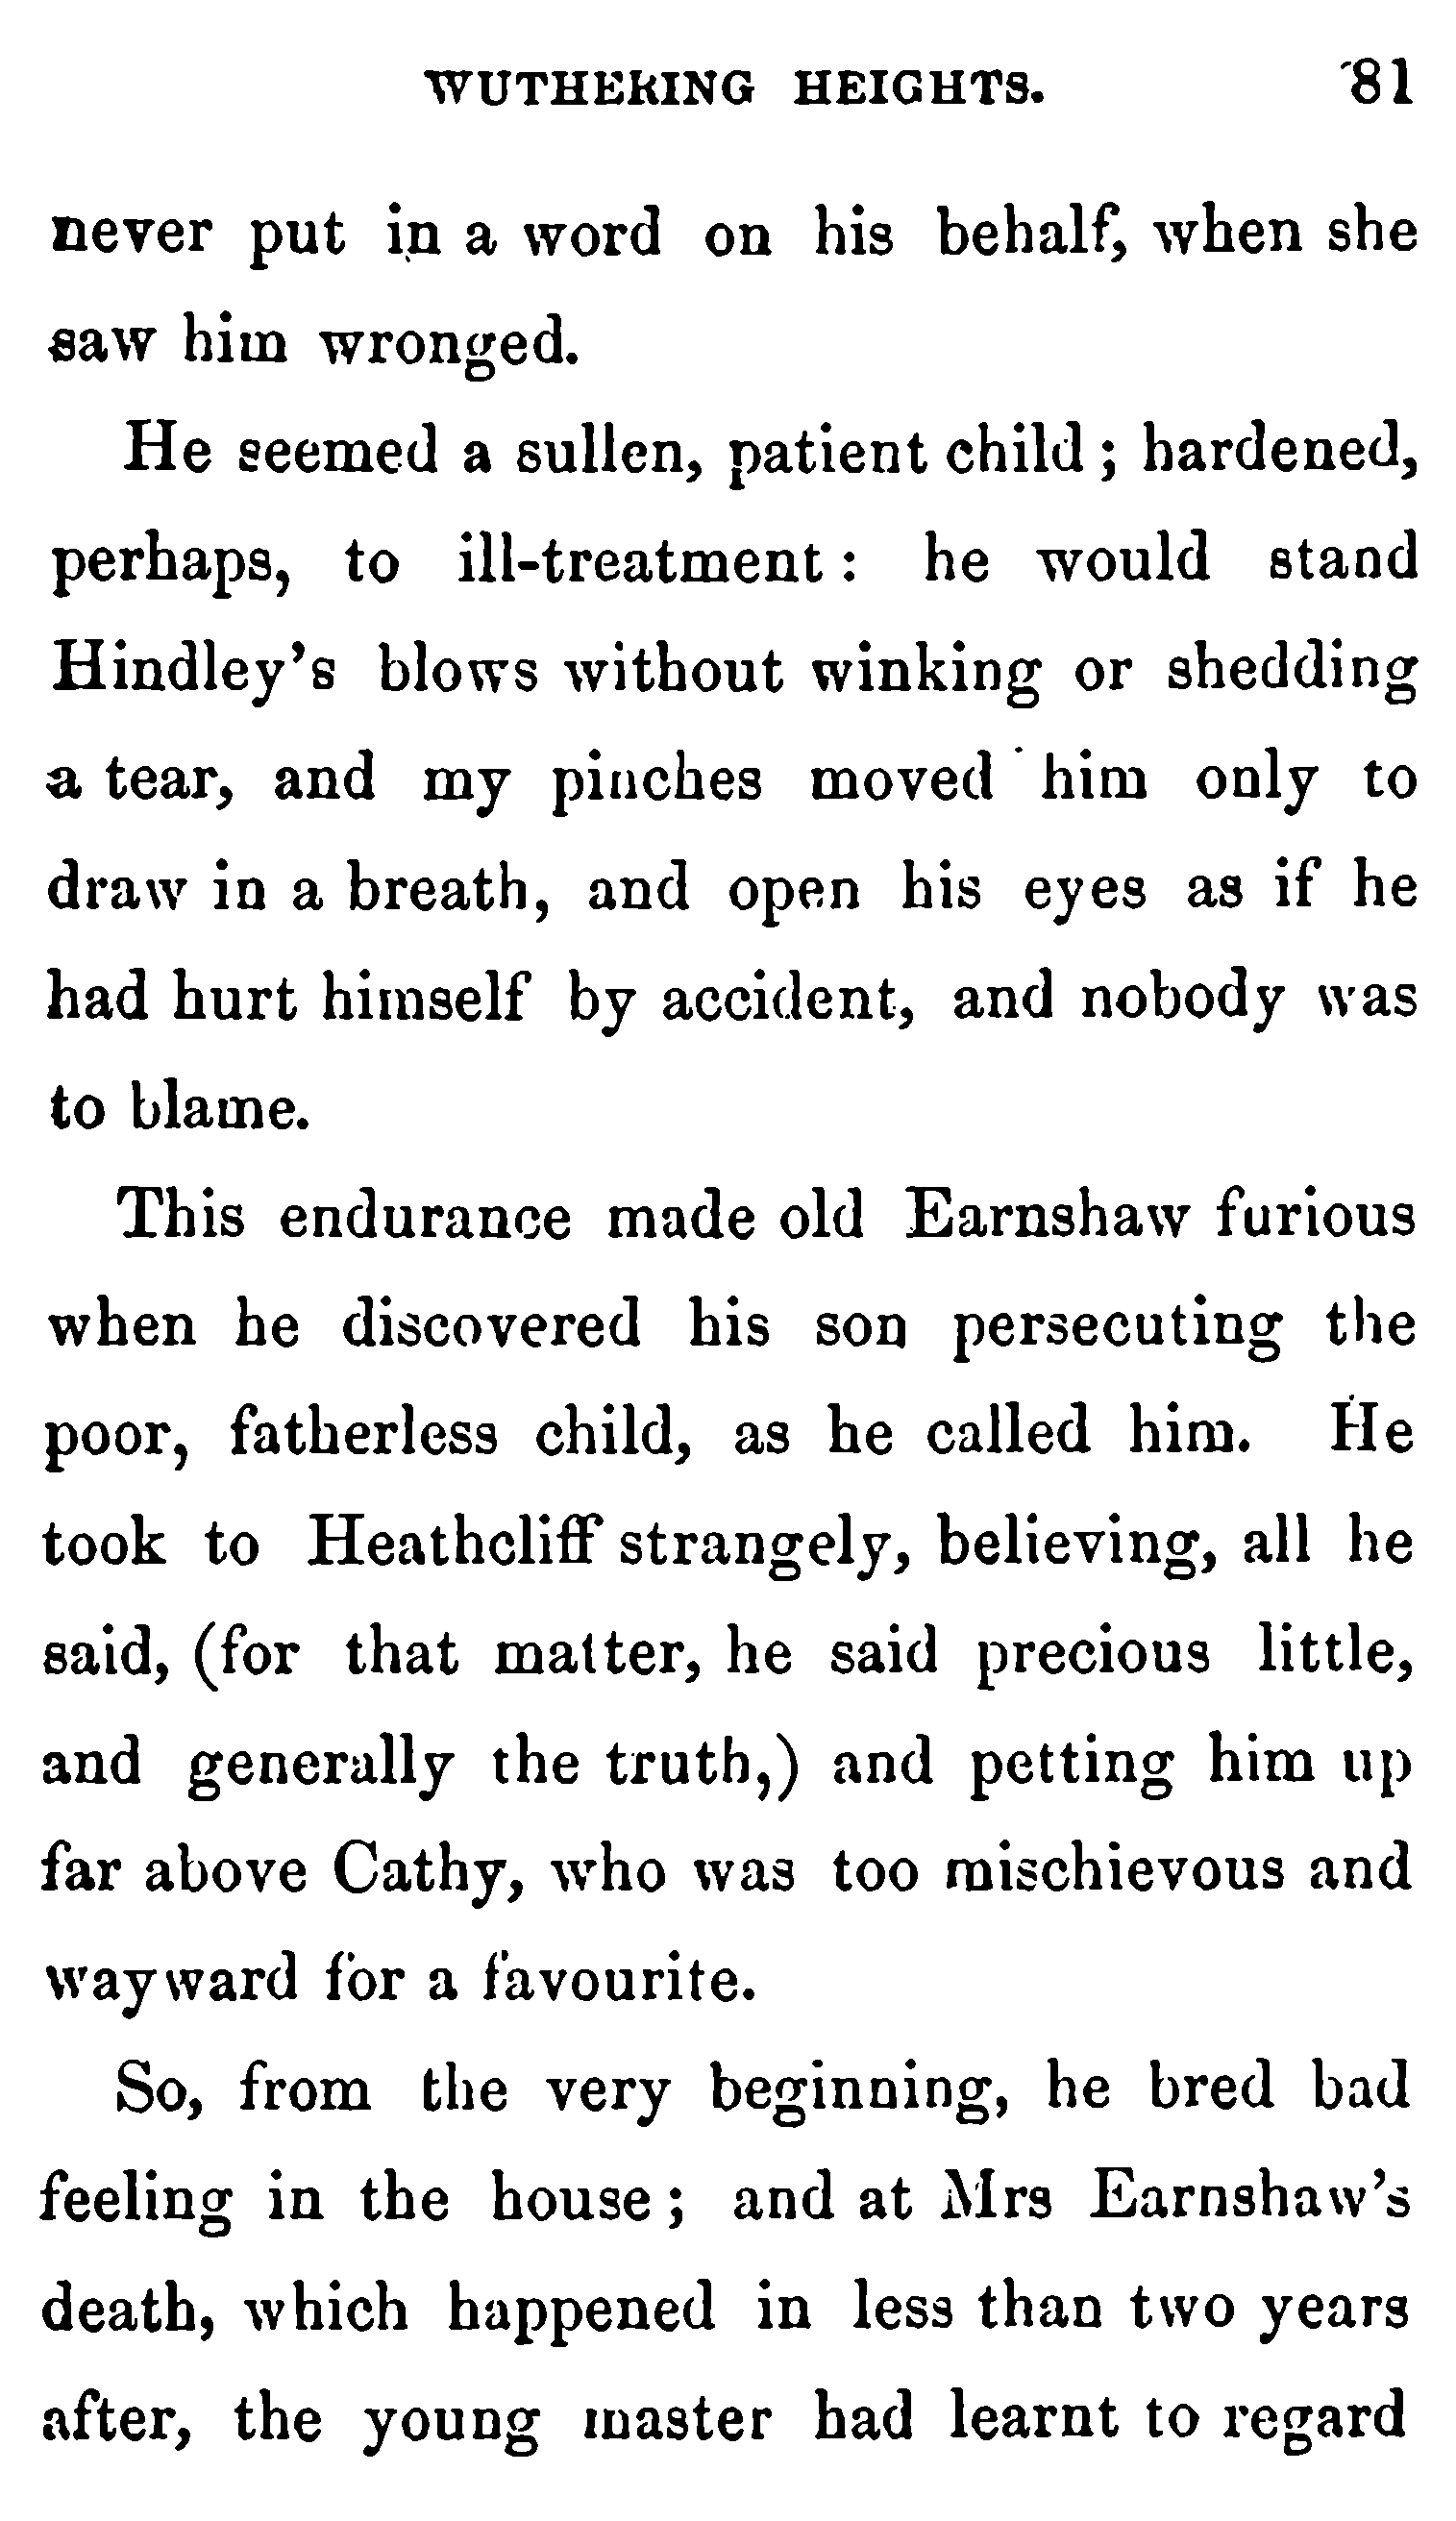 WUTHERING HEIGHTS. 81
never put in a word on his behalf, when she
saw him wronged.
He seemed a sullen, patient child; hardened,
perhaps, to ill-treatment: he would stand
Hindley's blows without winking or shedding
a tear, and my pinches moved him only to
draw in a breath, and open his eyes as if he
had hurt himself by accident, and nobody was
to blame.
This endurance made old Earnshaw furious
when he discovered his son persecuting the
poor, fatherless child, as he called him. He
took to Heathcliff strangely, believing, all he
said, (for that matter, he said precious little,
and generally the truth,) and petting him up
far above Cathy, who was too mischievous and
wayward for a favourite.
So, from the very beginning, he bred bad
feeling in the house; and at Mrs Earnshaw's
death, which happened in less than two years
after, the young master had learnt to regard